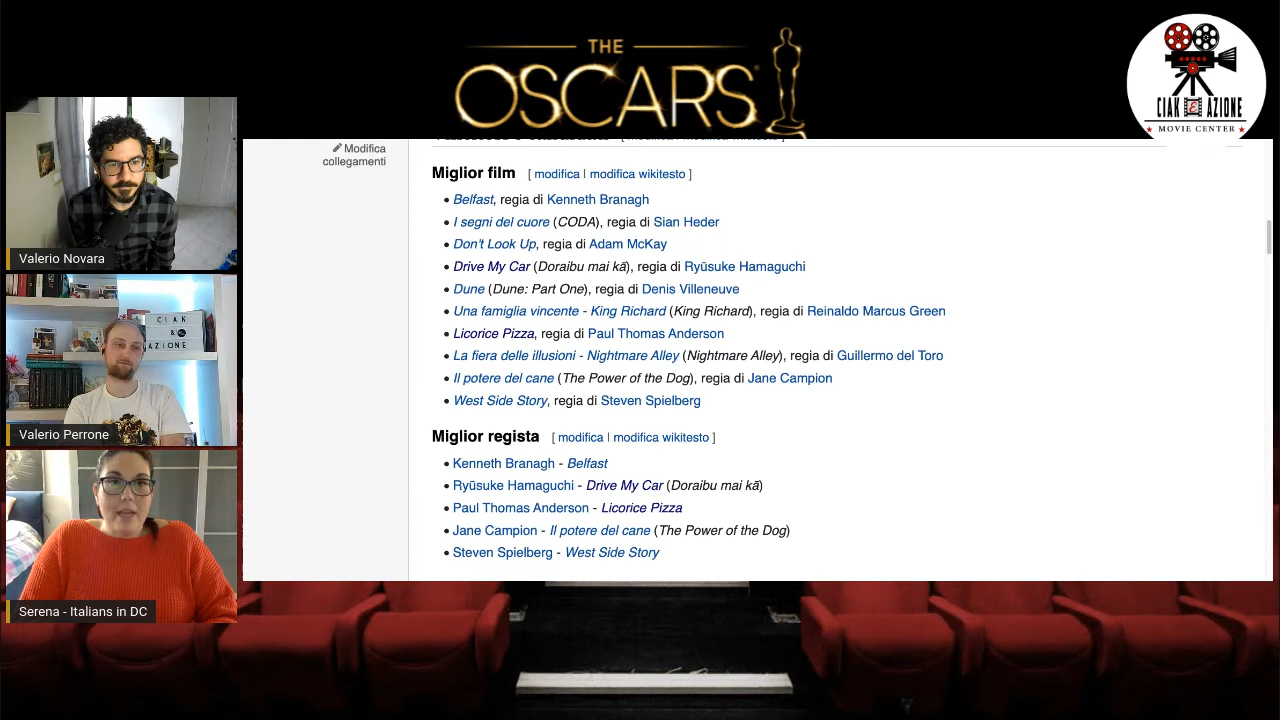 THE
OSCARS
CIAK E AZIONE
MOVIE CENTER
Valerio Novara
CIAK
&
AZIONE
Valerio Perrone
Serena - Italians in DC
Modifica
collegamenti
Miglior film [ modifica | modifica wikitesto ]
• Belfast, regia di Kenneth Branagh
• I segni del cuore (CODA), regia di Sian Heder
• Don't Look Up, regia di Adam McKay
• Drive My Car (Doraibu mai kā), regia di Ryūsuke Hamaguchi
• Dune (Dune: Part One), regia di Denis Villeneuve
• Una famiglia vincente - King Richard (King Richard), regia di Reinaldo Marcus Green
• Licorice Pizza, regia di Paul Thomas Anderson
• La fiera delle illusioni - Nightmare Alley (Nightmare Alley), regia di Guillermo del Toro
• Il potere del cane (The Power of the Dog), regia di Jane Campion
• West Side Story, regia di Steven Spielberg
Miglior regista [ modifica | modifica wikitesto ]
• Kenneth Branagh - Belfast
• Ryūsuke Hamaguchi - Drive My Car (Doraibu mai kā)
• Paul Thomas Anderson - Licorice Pizza
• Jane Campion - Il potere del cane (The Power of the Dog)
• Steven Spielberg - West Side Story